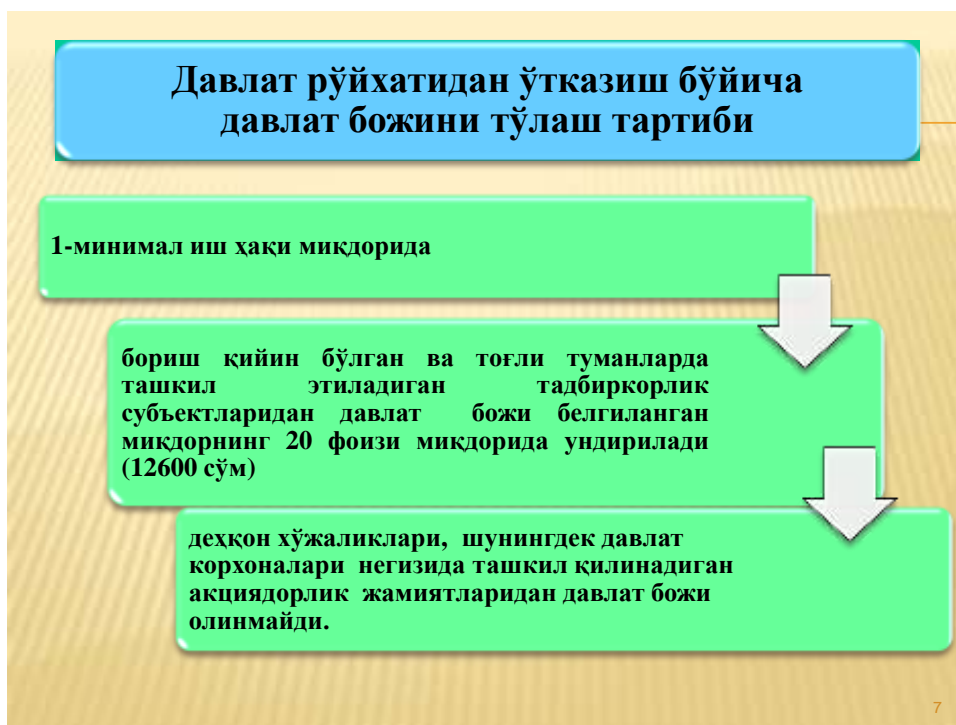 Давлат рўйхатидан ўтказиш бўйича
давлат божини тўлаш тартиби
1-минимал иш ҳақи миқдорида
бориш қийин бўлган ва тоғли туманларда
ташкил этиладиган тадбиркорлик
субъектларидан давлат божи белгиланган
миқдорнинг 20 фоизи миқдорида ундирилади
(12600 сўм)
деҳқон хўжаликлари, шунингдек давлат
корхоналари негизида ташкил қилинадиган
акциядорлик жамиятларидан давлат божи
олинмайди.
7